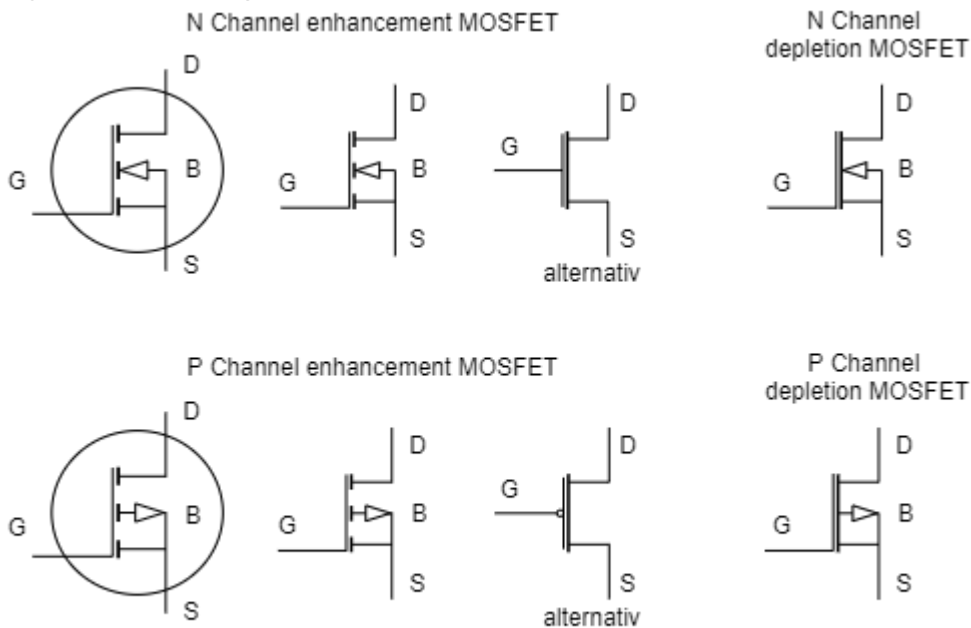 N Channel enhancement MOSFET
N Channel
depletion MOSFET
D
G
B
S
D
G
B
S
D
G
S
alternativ
D
G
B
S
P Channel enhancement MOSFET
P Channel
depletion MOSFET
D
G
B
S
D
G
B
S
D
G
S
alternativ
D
G
B
S